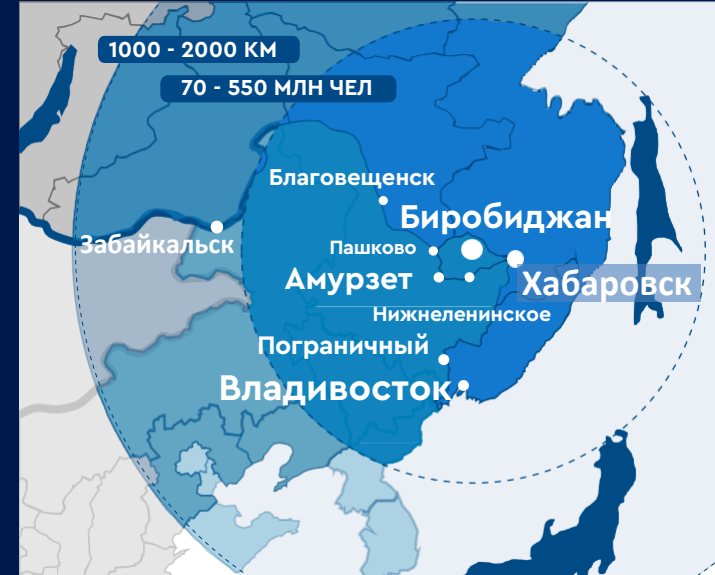 1000 - 2000 КМ
70 - 550 МЛН ЧЕЛ
Благовещенск
Биробиджан
Забайкальск
Пашково
Амурзет
Хабаровск
Нижнеленинское
Пограничный
Владивосток